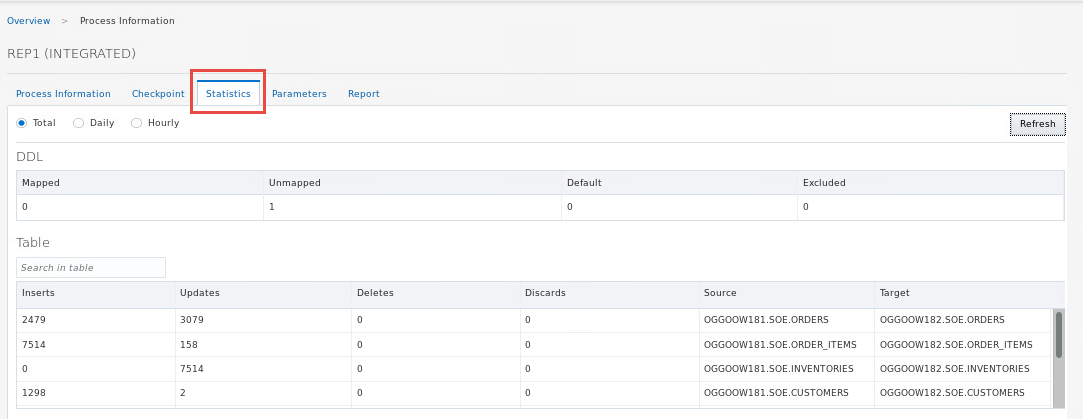 Overview > Process Information
REP1 (INTEGRATED)
Process Information Checkpoint Statistics Parameters Report
Total Daily Hourly Refresh
DDL
Mapped Unmapped Default Excluded
0 1 0 0
Table
Search in table
Inserts Updates Deletes Discards Source Target
2479 3079 0 0 OGGOOW181.SOE.ORDERS OGGOOW182.SOE.ORDERS
7514 158 0 0 OGGOOW181.SOE.ORDER_ITEMS OGGOOW182.SOE.ORDER_ITEMS
0 7514 0 0 OGGOOW181.SOE.INVENTORIES OGGOOW182.SOE.INVENTORIES
1298 2 0 0 OGGOOW181.SOE.CUSTOMERS OGGOOW182.SOE.CUSTOMERS